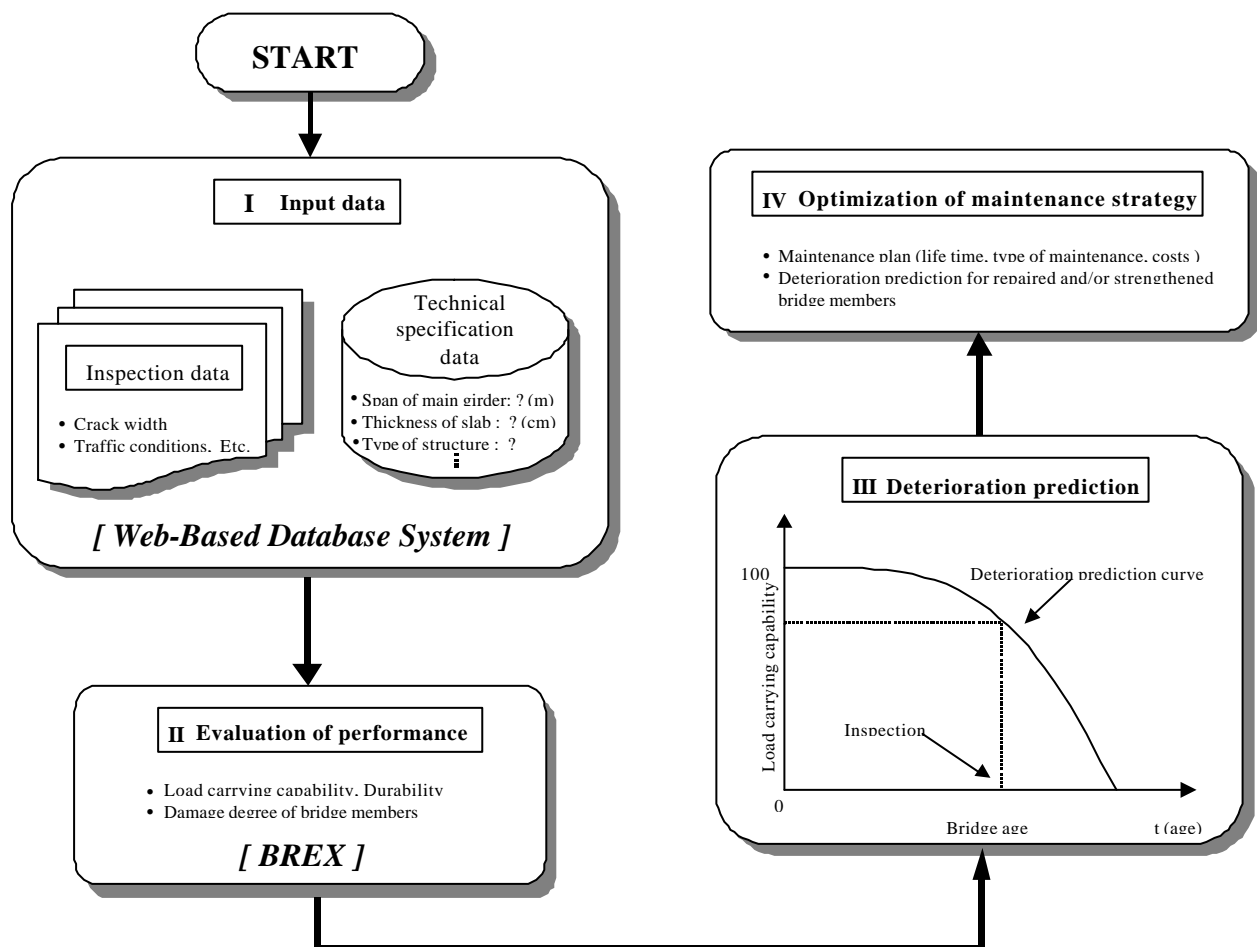 START
I Input data
Inspection data
• Crack width
• Traffic conditions, Etc.
Technical
specification
data
• Span of main girder: ? (m)
• Thickness of slab : ? (cm)
• Type of structure : ?
[ Web-Based Database System ]
II Evaluation of performance
• Load carrying capability, Durability
• Damage degree of bridge members
[ BREX ]
III Deterioration prediction
100
Load carrying capability
Deterioration prediction curve
Inspection
0
Bridge age
t (age)
IV Optimization of maintenance strategy
• Maintenance plan (life time, type of maintenance, costs )
• Deterioration prediction for repaired and/or strengthened
bridge members